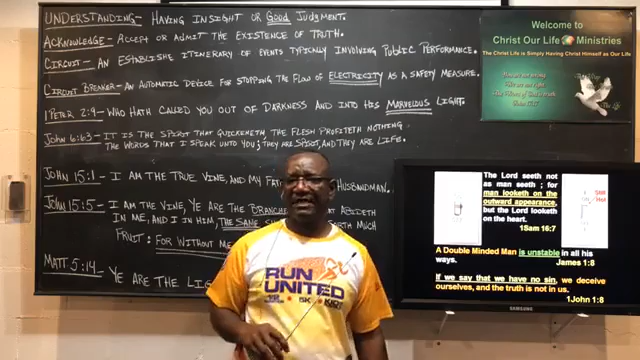 UNDERSTANDING- HAVING INSIGHT OR GOOD JUDGMENT.
ACKNOWLEDGE- ACCEPT OR ADMIT THE EXISTENCE OF TRUTH.
CIRCUIT- AN ESTABLISHE ITINERARY OF EVENTS TYPICALLY INVOLVING PUBLIC PERFORMANCE.
CIRCUIT BREAKER- AN AUTOMATIC DEVICE FOR STOPPING THE FLOW OF ELECTRICITY AS A SAFETY MEASURE.
1 PETER 2:9- WHO HATH CALLED YOU OUT OF DARKNESS AND INTO HIS MARVELOUS LIGHT.
JOHN 6:63- IT IS THE SPIRIT THAT QUICKENETH THE FLESH PROFITETH NOTHING
THE WORDS THAT I SPEAK UNTO YOU; THEY ARE SPIRIT, AND THEY ARE LIFE.
JOHN 15:1- I AM THE TRUE VINE, AND MY HUSBANDMAN.
JOHN 15:5- I AM THE VINE, YE ARE THE BRANCHES ABIDETH
IN ME, AND I IN HIM, THE SAME FORTH MUCH
FRUIT: FOR WITHOUT ME
MATT 5:14- YE ARE THE
Welcome to
Christ Our Life Ministries
The Christ Life is Simply Having Christ Himself as Our Life
The Way
The Life
The Lord seeth not
as man seeth; for
man looketh on the
outward appearance,
but the Lord looketh
on the heart.
1Sam 16:7
A Double Minded Man is unstable in all his
ways.
James 1:8
If we say that we have no sin, we deceive
ourselves, and the truth is not in us.
1John 1:8
SAMSUNG
RUN
UNITED
5K